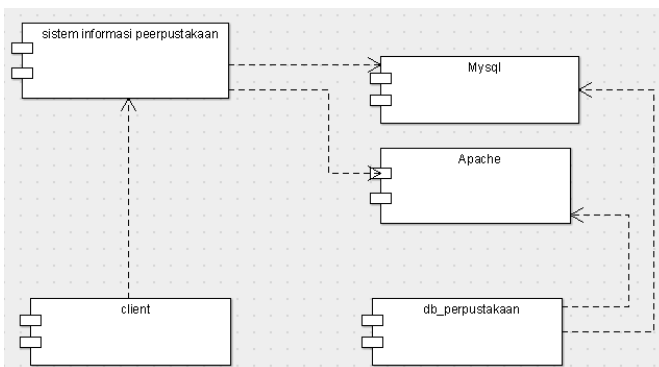 sistem informasi peerpustakaan
Mysql
Apache
client
db_perpustakaan